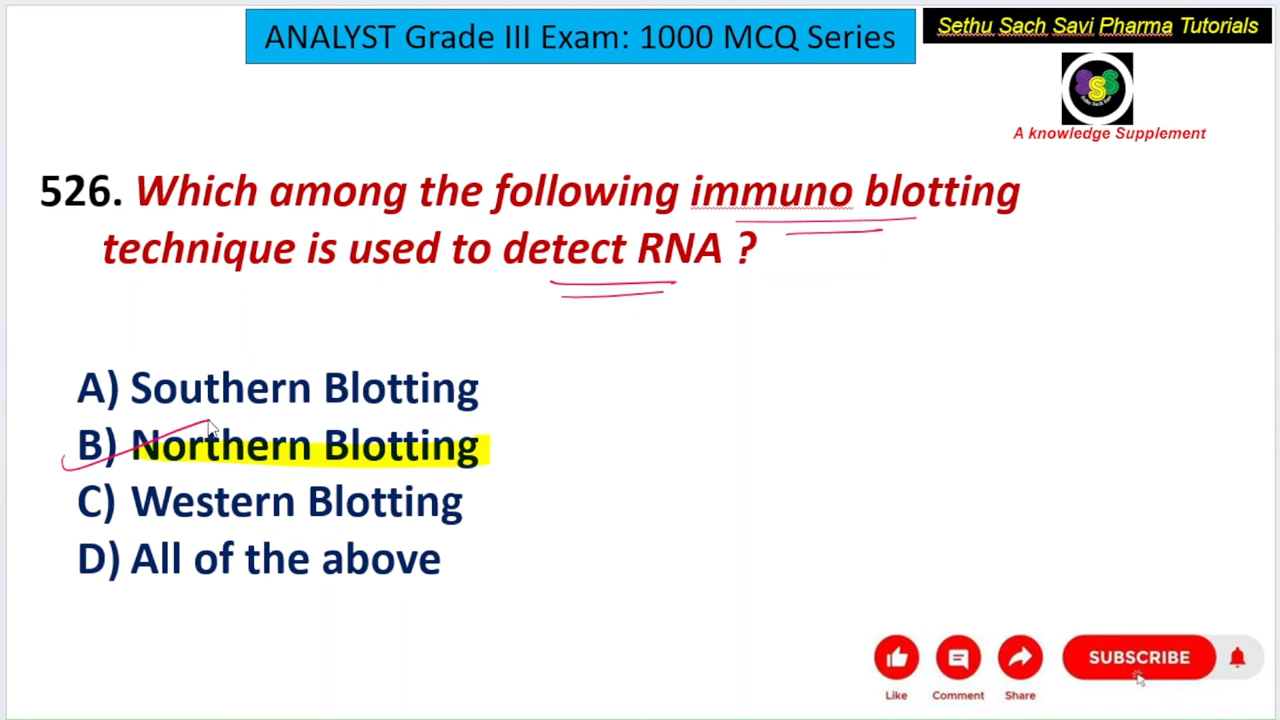 ANALYST Grade III Exam: 1000 MCQ Series
Sethu Sach Savi Pharma Tutorials
SSS
A knowledge Supplement
526. Which among the following immuno blotting
technique is used to detect RNA ?
A) Southern Blotting
B) Northern Blotting
C) Western Blotting
D) All of the above
SUBSCRIBE
Like Comment Share